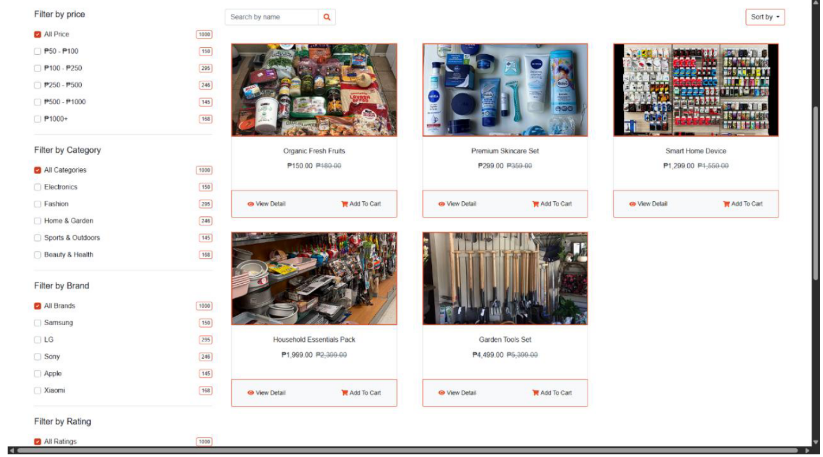 Filter by price
All Price 1000
₱50 - ₱100 150
₱100 - ₱250 295
₱250 - ₱500 246
₱500 - ₱1000 145
₱1000+ 168
Filter by Category
All Categories 1000
Electronics 150
Fashion 295
Home & Garden 246
Sports & Outdoors 145
Beauty & Health 168
Filter by Brand
All Brands 1000
Samsung 150
LG 295
Sony 246
Apple 145
Xiaomi 168
Filter by Rating
All Ratings 1000
Search by name
Sort by
Organic Fresh Fruits
₱150.00 ₱180.00
View Detail Add To Cart
Premium Skincare Set
₱299.00 ₱359.00
View Detail Add To Cart
Smart Home Device
₱1,299.00 ₱1,559.00
View Detail Add To Cart
Household Essentials Pack
₱1,999.00 ₱2,399.00
View Detail Add To Cart
Garden Tools Set
₱4,499.00 ₱5,399.00
View Detail Add To Cart